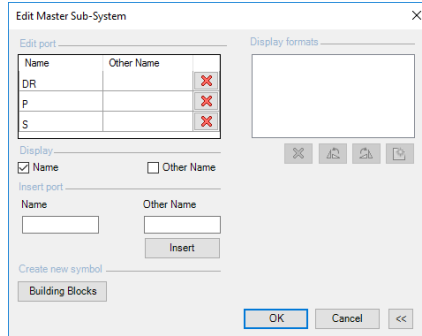 Edit Master Sub-System
Edit port
Name Other Name
DR
P
S
Display
Name Other Name
Insert port
Name Other Name
Insert
Create new symbol
Building Blocks
Display formats
OK Cancel <<